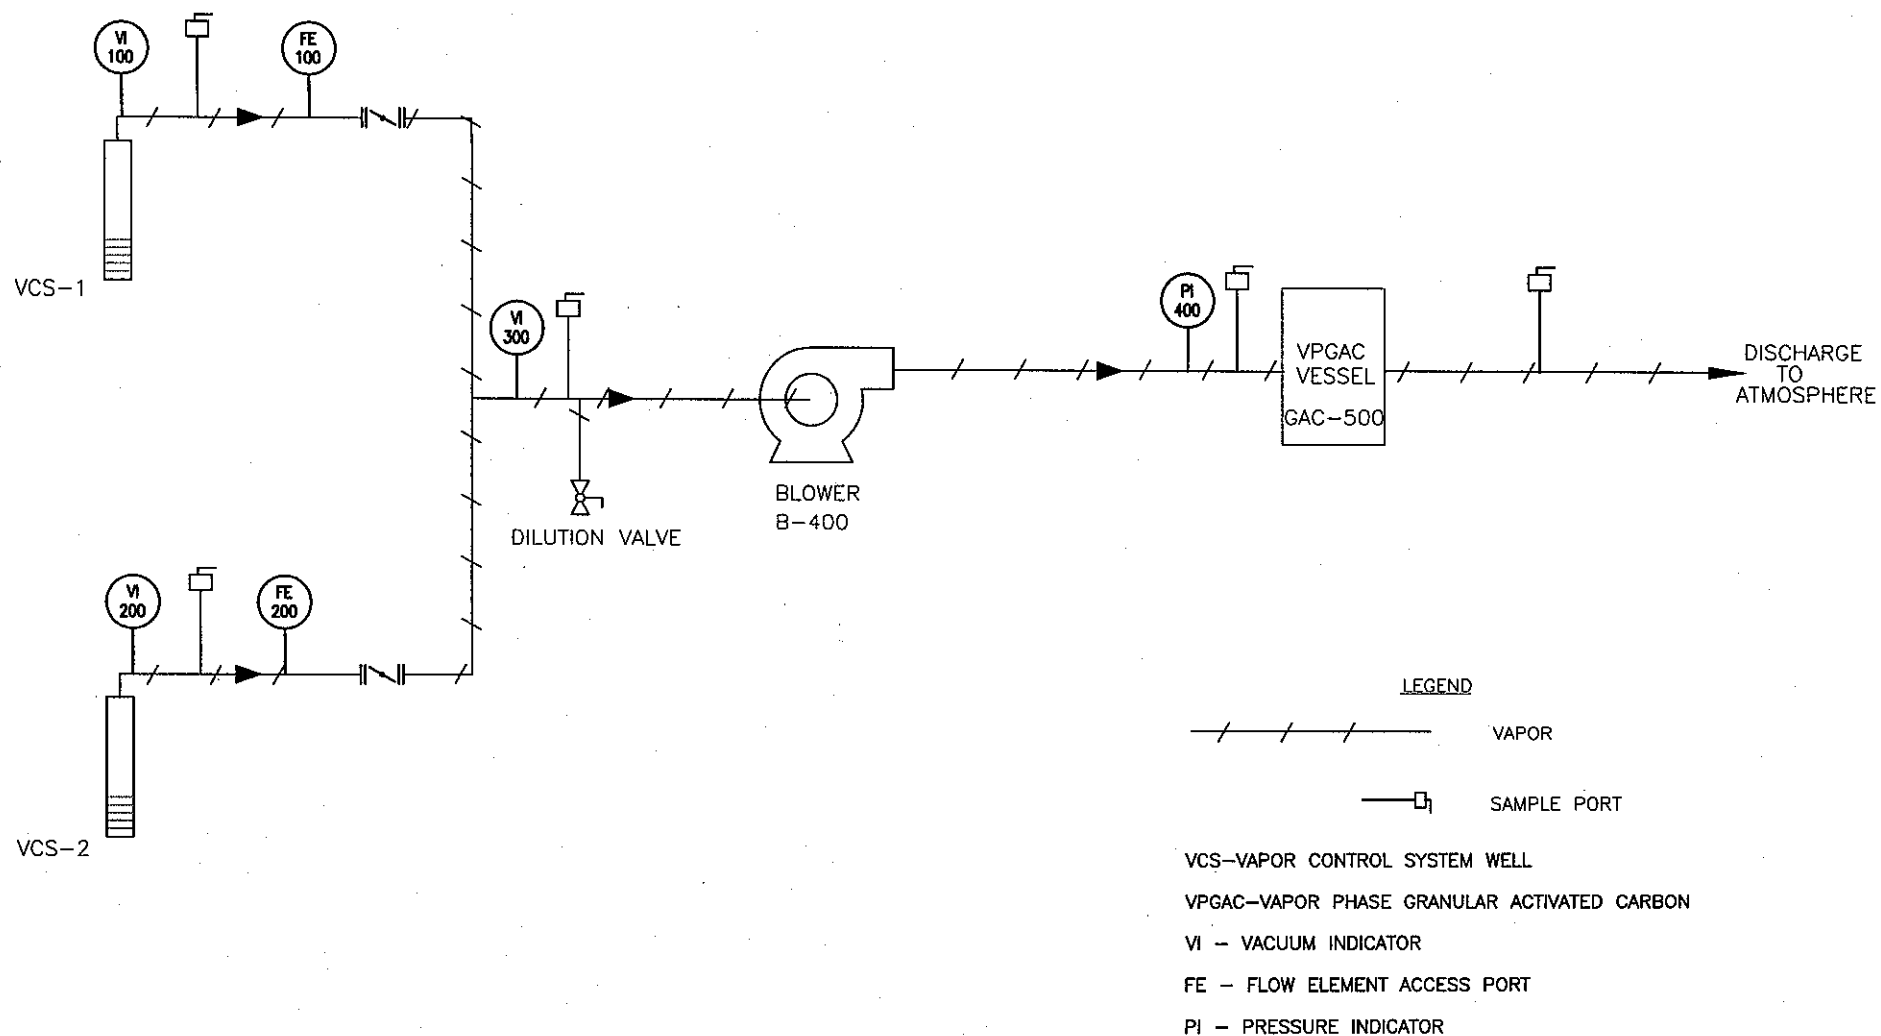 VI
100
FE
100
VCS-1
VI
300
PI
400
VPGAC
VESSEL
GAC-500
DISCHARGE
TO
ATMOSPHERE
BLOWER
B-400
DILUTION VALVE
VI
200
FE
200
VCS-2
LEGEND
VAPOR
SAMPLE PORT
VCS-VAPOR CONTROL SYSTEM WELL
VPGAC-VAPOR PHASE GRANULAR ACTIVATED CARBON
VI - VACUUM INDICATOR
FE - FLOW ELEMENT ACCESS PORT
PI - PRESSURE INDICATOR